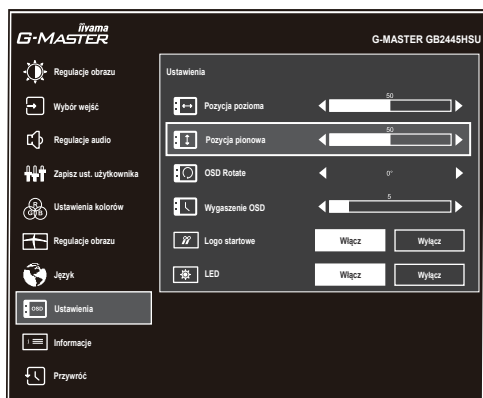 iiyama
G-MASTER
G-MASTER GB2445HSU
Regulacje obrazu
Wybór wejść
Regulacje audio
Zapisz ust. użytkownika
R
G B
Ustawienia kolorów
Regulacje obrazu
Język
OSD
Ustawienia
Informacje
Przywróć
Ustawienia
Pozycja pozioma
50
Pozycja pionowa
50
OSD Rotate
0°
Wygaszenie OSD
5
Logo startowe
Włącz
Wyłącz
LED
Włącz
Wyłącz